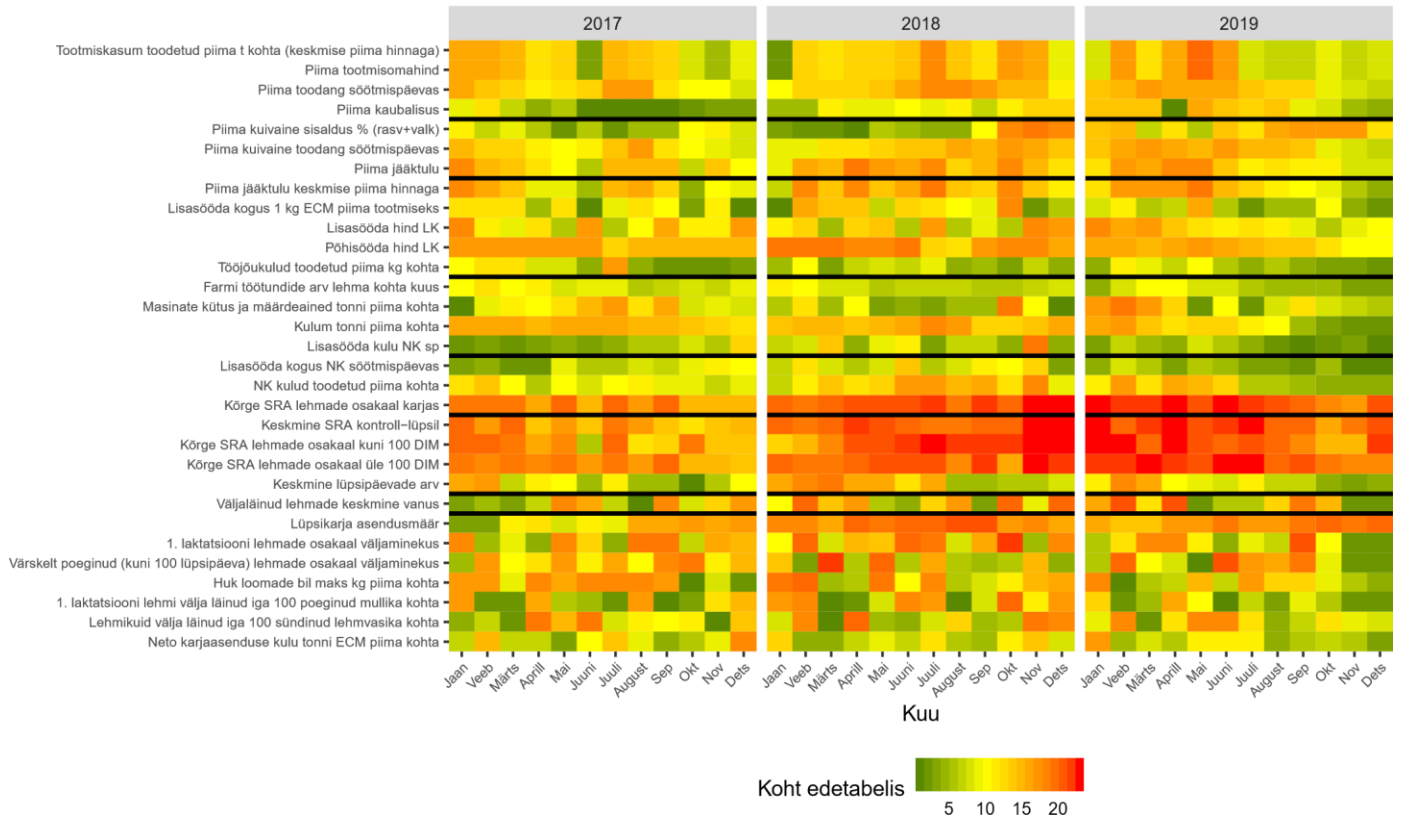 2017
2018
2019
Tootmiskasum toodetud piima t kohta (keskmise piima hinnaga)
Piima tootmisomahind
Piima toodang söötmispäevas
Piima kaubalisus
Piima kuivaine sisaldus % (rasv+valk)
Piima kuivaine toodang söötmispäevas
Piima jääktulu
Piima jääktulu keskmise piima hinnaga
Lisasööda kogus 1 kg ECM piima tootmiseks
Lisasööda hind LK
Põhisööda hind LK
Tööjõukulud toodetud piima kg kohta
Farmi töötundide arv lehma kohta kuus
Masinate kütus ja määrdeained tonni piima kohta
Kulum tonni piima kohta
Lisasööda kulu NK sp
Lisasööda kogus NK söötmispäevas
NK kulud toodetud piima kohta
Kõrge SRA lehmade osakaal karjas
Keskmine SRA kontroll−lüpsil
Kõrge SRA lehmade osakaal kuni 100 DIM
Kõrge SRA lehmade osakaal üle 100 DIM
Keskmine lüpsipäevade arv
Väljaläinud lehmade keskmine vanus
Lüpsikarja asendusmäär
1. laktatsiooni lehmade osakaal väljaminekus
Värskelt poeginud (kuni 100 lüpsipäeva) lehmade osakaal väljaminekus
Huk loomade bil maks kg piima kohta
1. laktatsiooni lehmi välja läinud iga 100 poeginud mullika kohta
Lehmikuid välja läinud iga 100 sündinud lehmvasika kohta
Neto karjaasenduse kulu tonni ECM piima kohta
Jaan Veeb Märts Aprill Mai Juuni Juuli August Sep Okt Nov Dets
Jaan Veeb Märts Aprill Mai Juuni Juuli August Sep Okt Nov Dets
Jaan Veeb Märts Aprill Mai Juuni Juuli August Sep Okt Nov Dets
Kuu
Koht edetabelis
5 10 15 20